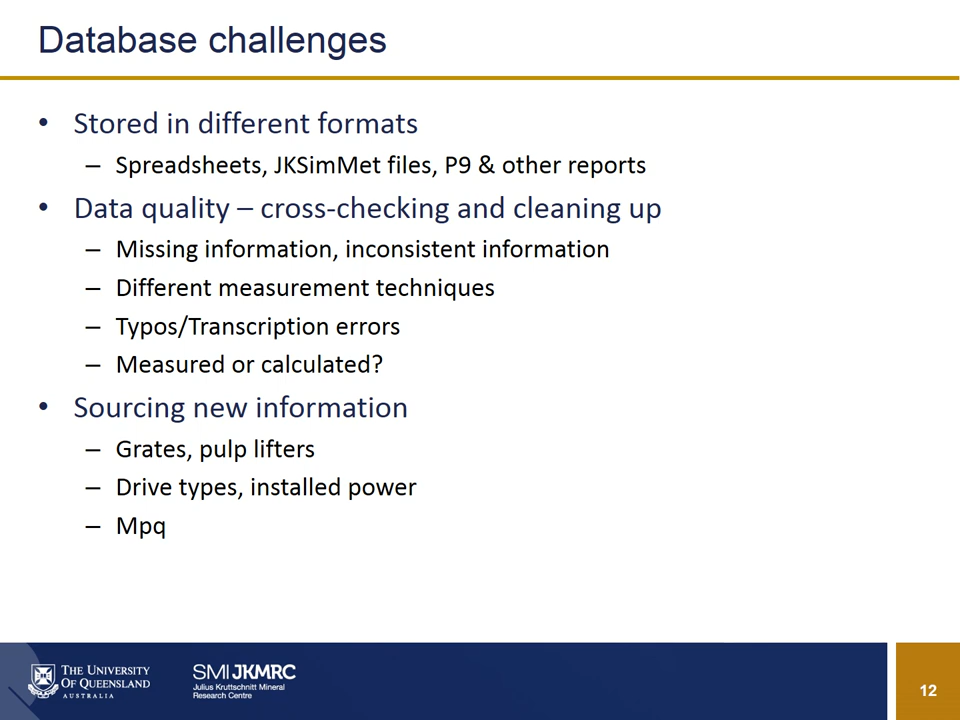 Database challenges
• Stored in different formats
– Spreadsheets, JKSimMet files, P9 & other reports
• Data quality – cross-checking and cleaning up
– Missing information, inconsistent information
– Different measurement techniques
– Typos/Transcription errors
– Measured or calculated?
• Sourcing new information
– Grates, pulp lifters
– Drive types, installed power
– Mpq
THE UNIVERSITY
OF QUEENSLAND
AUSTRALIA
SMI JKMRC
Julius Kruttschnitt Mineral
Research Centre
12